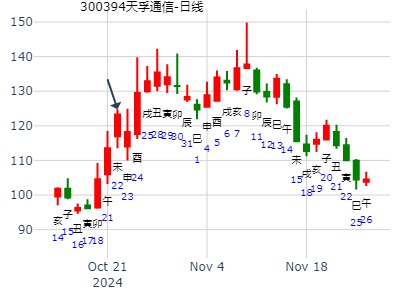 300394天孚通信-日线
150
140
130
120
110
100
90
亥 子 丑 寅 卯 午 未 申 酉 戌 丑 寅 卯 辰 巳 申 酉 戌 亥 子 卯 辰 巳 午 未 戌 亥 子 丑 寅 巳 午
14 15 16 17 18 21 22 23 24 25 28 29 30 31 1 4 5 6 7 8 11 12 13 14 15 18 19 20 21 22 25 26
Oct 21
2024
Nov 4
Nov 18